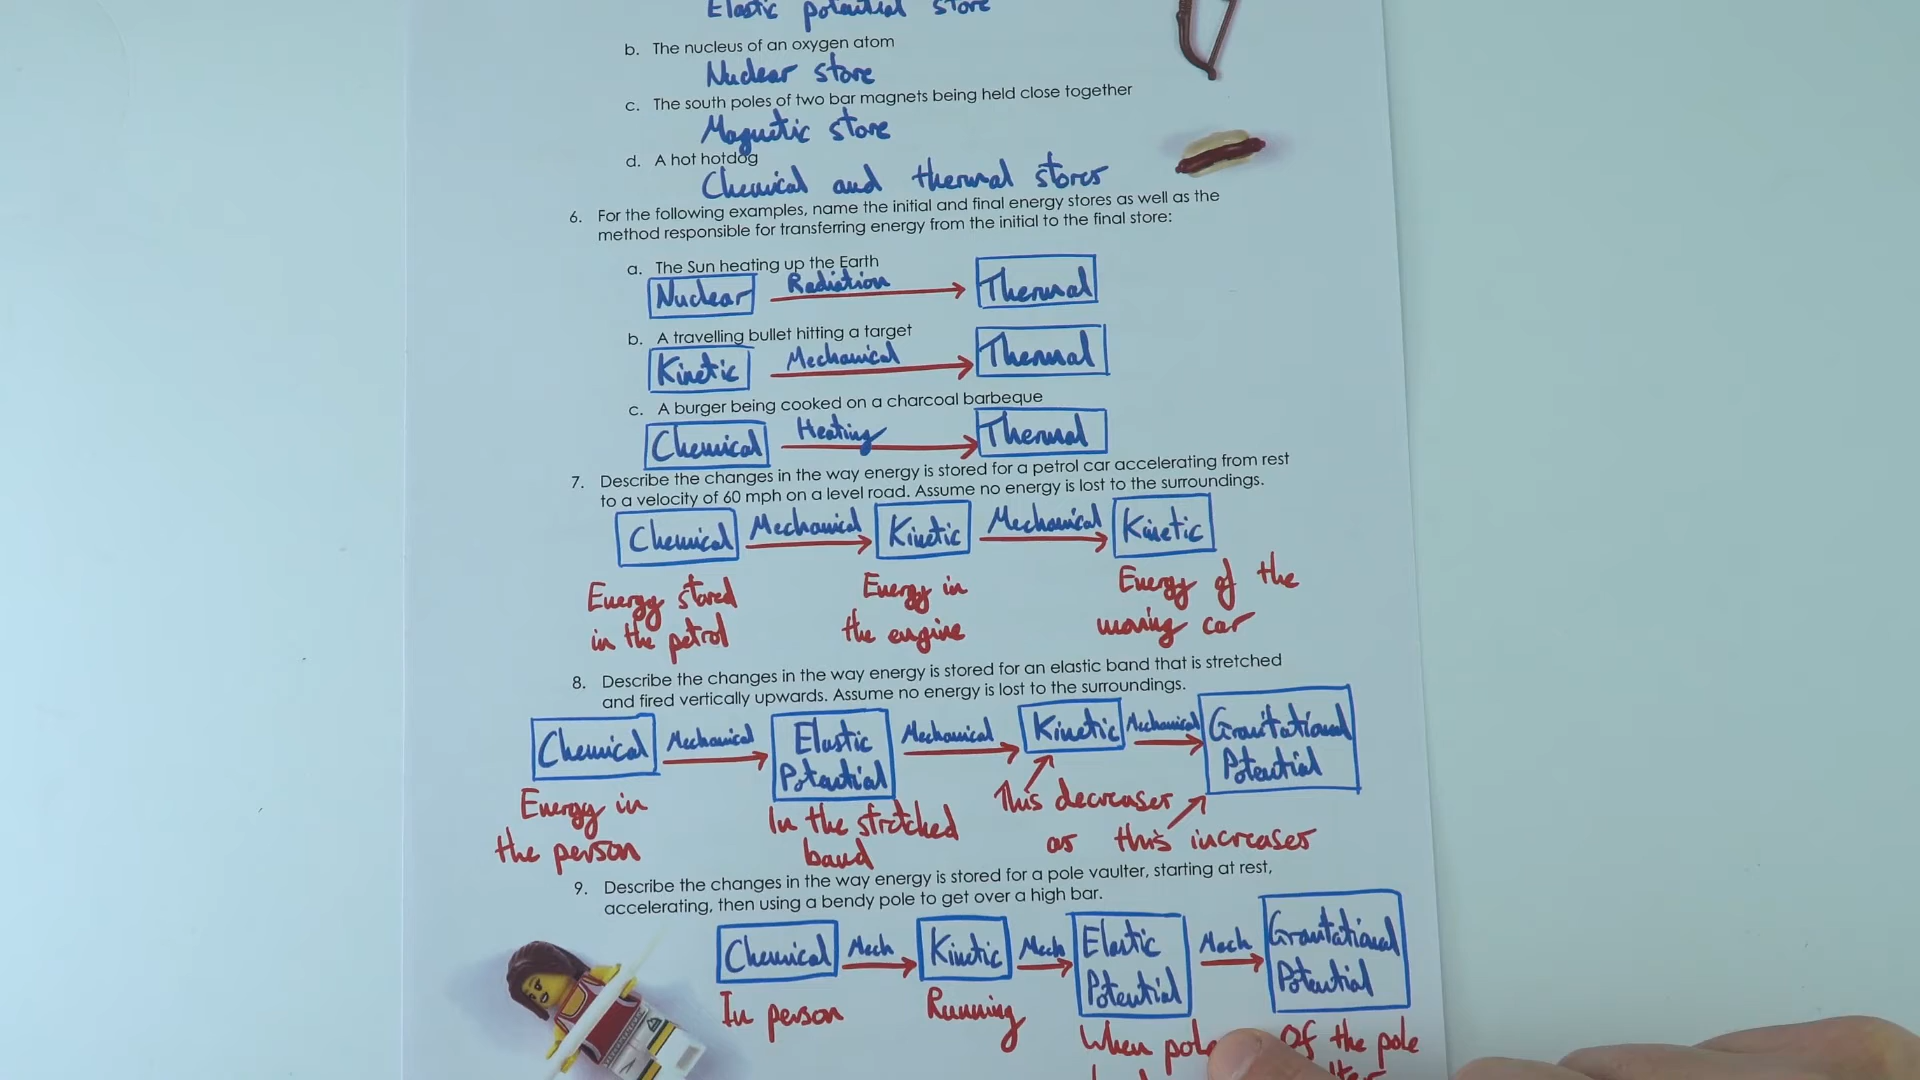 Elastic potential store
b. The nucleus of an oxygen atom
Nuclear store
c. The south poles of two bar magnets being held close together
Magnetic store
d. A hot hotdog
Chemical and thermal stores
6. For the following examples, name the initial and final energy stores as well as the
method responsible for transferring energy from the initial to the final store:
a. The Sun heating up the Earth
Nuclear Radiation Thermal
b. A travelling bullet hitting a target
Kinetic Mechanical Thermal
c. A burger being cooked on a charcoal barbeque
Chemical Heating Thermal
7. Describe the changes in the way energy is stored for a petrol car accelerating from rest
to a velocity of 60 mph on a level road. Assume no energy is lost to the surroundings.
Chemical Mechanical Kinetic Mechanical Kinetic
Energy stored
in the petrol
Energy in
the engine
Energy of the
moving car
8. Describe the changes in the way energy is stored for an elastic band that is stretched
and fired vertically upwards. Assume no energy is lost to the surroundings.
Chemical Mechanical Elastic
Potential Mechanical Kinetic Mechanical Gravitational
Potential
Energy in
the person
In the stretched
band
This decreases
as this increases
9. Describe the changes in the way energy is stored for a pole vaulter, starting at rest,
accelerating, then using a bendy pole to get over a high bar.
Chemical Mech Kinetic Mech Elastic
Potential Mech Gravitational
Potential
In person
Running
When pole
Of the pole